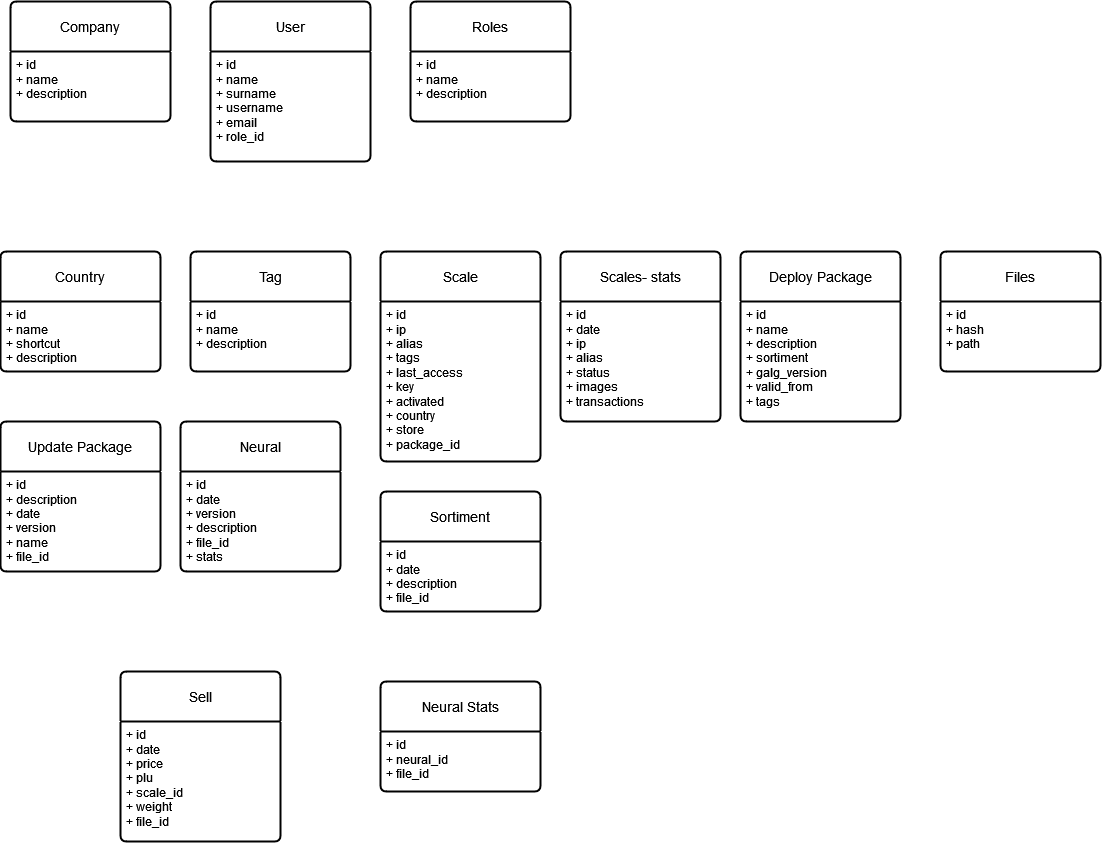 Company
+ id
+ name
+ description
User
+ id
+ name
+ surname
+ username
+ email
+ role_id
Roles
+ id
+ name
+ description
Country
+ id
+ name
+ shortcut
+ description
Tag
+ id
+ name
+ description
Scale
+ id
+ ip
+ alias
+ tags
+ last_access
+ key
+ activated
+ country
+ store
+ package_id
Scales- stats
+ id
+ date
+ ip
+ alias
+ status
+ images
+ transactions
Deploy Package
+ id
+ name
+ description
+ sortiment
+ galg_version
+ valid_from
+ tags
Files
+ id
+ hash
+ path
Update Package
+ id
+ description
+ date
+ version
+ name
+ file_id
Neural
+ id
+ date
+ version
+ description
+ file_id
+ stats
Sortiment
+ id
+ date
+ description
+ file_id
Sell
+ id
+ date
+ price
+ plu
+ scale_id
+ weight
+ file_id
Neural Stats
+ id
+ neural_id
+ file_id